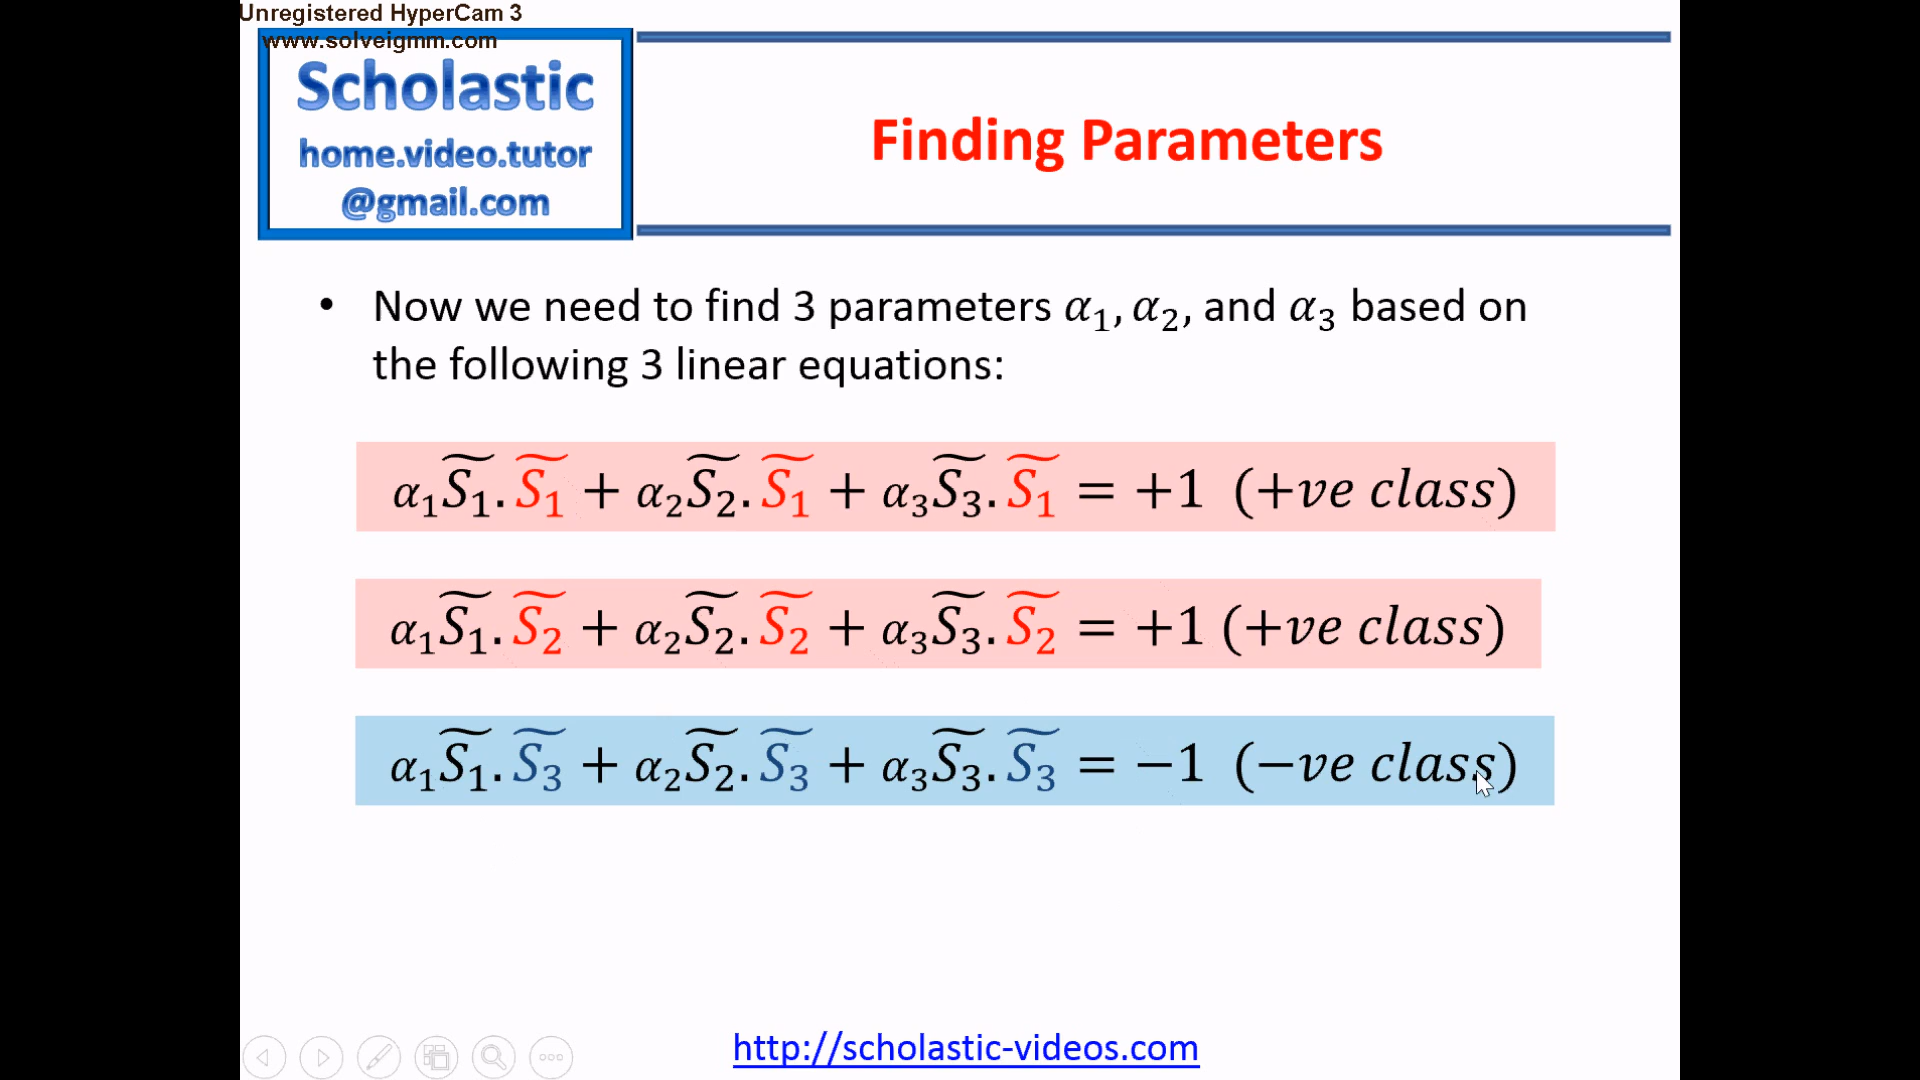 Unregistered HyperCam 3
www.solveigmm.com
Scholastic
home.video.tutor
@gmail.com
Finding Parameters
• Now we need to find 3 parameters α₁, α₂, and α₃ based on
the following 3 linear equations:
α₁S̃₁.S̃₁ + α₂S̃₂.S̃₁ + α₃S̃₃.S̃₁ = +1 (+ve class)
α₁S̃₁.S̃₂ + α₂S̃₂.S̃₂ + α₃S̃₃.S̃₂ = +1 (+ve class)
α₁S̃₁.S̃₃ + α₂S̃₂.S̃₃ + α₃S̃₃.S̃₃ = −1 (−ve class)
http://scholastic-videos.com